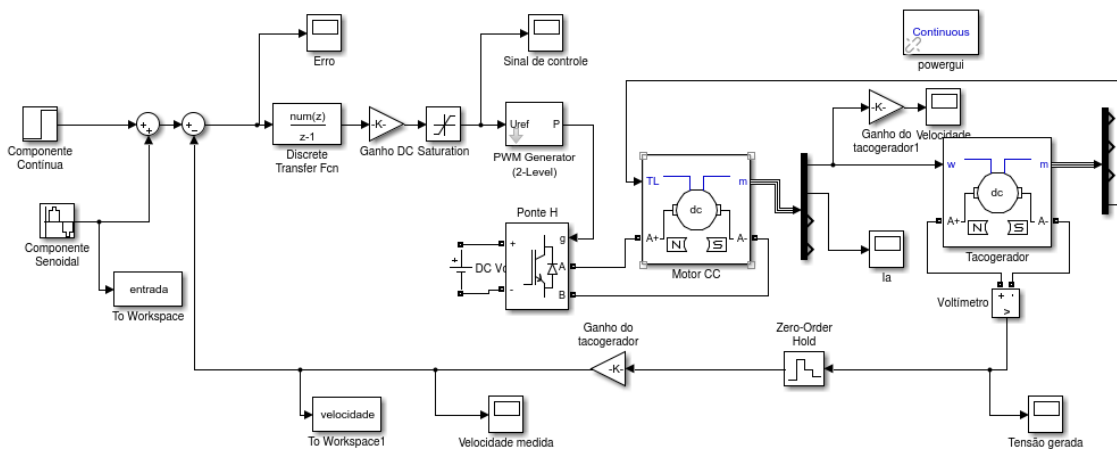 Continuous
powergui
Erro
Sinal de controle
Componente
Contínua
num(z)
z-1
Discrete
Transfer Fcn
-K-
Ganho DC
Saturation
Uref
P
PWM Generator
(2-Level)
-K-
Ganho do
tacogerador1
Velocidade
TL
m
dc
A+
N
S
A-
Motor CC
w
m
dc
A+
N
S
A-
Tacogerador
Ia
Componente
Senoidal
entrada
To Workspace
Ponte H
+
-
g
A
B
+
DC Vo
Voltímetro
+
-
v
Ganho do
tacogerador
-K-
Zero-Order
Hold
velocidade
To Workspace1
Velocidade medida
Tensão gerada